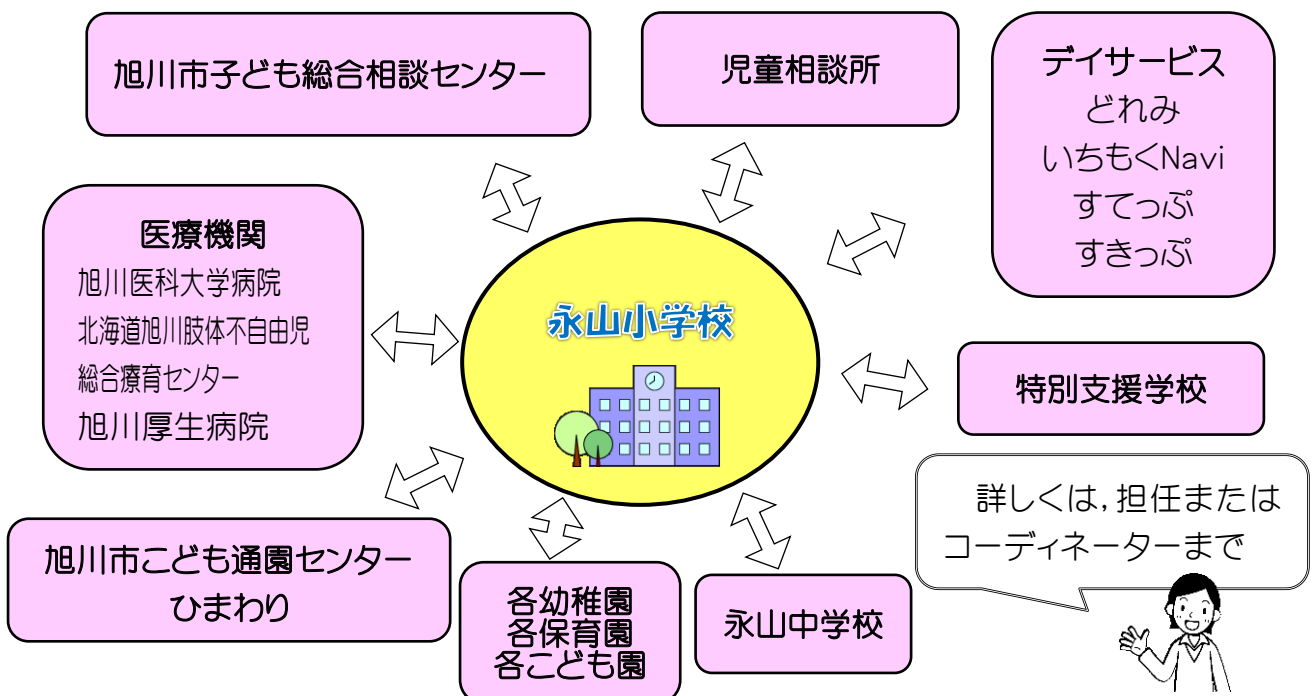 旭川市子ども総合相談センター
児童相談所
デイサービス
どれみ
いちもくNavi
すてっぷ
すきっぷ
医療機関
旭川医科大学病院
北海道旭川肢体不自由児
総合療育センター
旭川厚生病院
永山小学校
特別支援学校
詳しくは，担任または
コーディネーターまで
旭川市こども通園センター
ひまわり
各幼稚園
各保育園
各こども園
永山中学校